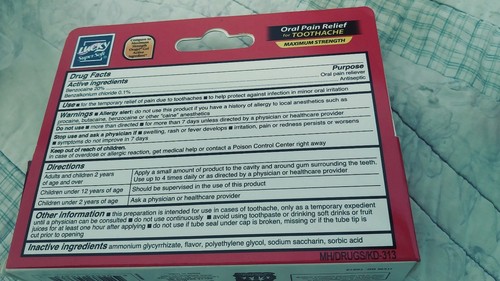 LUCKY
Super Soft
Oral Pain Relief
for TOOTHACHE
MAXIMUM STRENGTH
Drug Facts
Active ingredients Purpose
Benzocaine 20% Oral pain reliever
Benzalkonium chloride 0.1% Antiseptic
Use ■ for the temporary relief of pain due to toothaches ■ to help protect against infection in minor oral irritation
Warnings ■ Allergy alert: do not use this product if you have a history of allergy to local anesthetics such as
procaine, butacaine, benzocaine or other "caine" anesthetics
Do not use ■ more than directed ■ for more than 7 days unless directed by a physician or healthcare provider
Stop use and ask a physician if ■ swelling, rash or fever develops ■ irritation, pain or redness persists or worsens
■ symptoms do not improve in 7 days
Keep out of reach of children.
In case of overdose or allergic reaction, get medical help or contact a Poison Control Center right away
Directions
Adults and children 2 years
age and over
Apply a small amount of product to the cavity and around gum surrounding the teeth.
Use up to 4 times daily or as directed by a physician or healthcare provider
Children under 12 years of age Should be supervised in the use of this product
Children under 2 years of age Ask a physician or healthcare provider
Other information ■ this preparation is intended for use in cases of toothache, only as a temporary expedient
until a physician can be consulted ■ do not use continuously ■ avoid using toothpaste or drinking soft drinks or fruit
juices for at least one hour after applying ■ do not use if tube seal under cap is broken, missing or if the tube tip is
cut prior to opening
Inactive ingredients ammonium glycyrrhizate, flavor, polyethylene glycol, sodium saccharin, sorbic acid
MH/DRUGS/KD-313